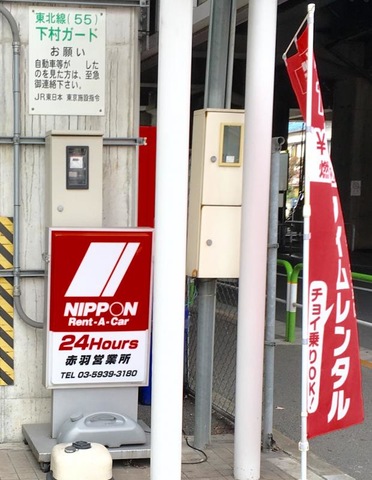 東北線（55）
下村ガード
お願い
自動車等が した
のを見た方は、至急
御連絡下さい。
JR東日本 東京施設指令
NIPPON
Rent-A-Car
24Hours
赤羽営業所
TEL 03-5939-3180
¥
燃
イムレンタル
チョイ乗りOK!